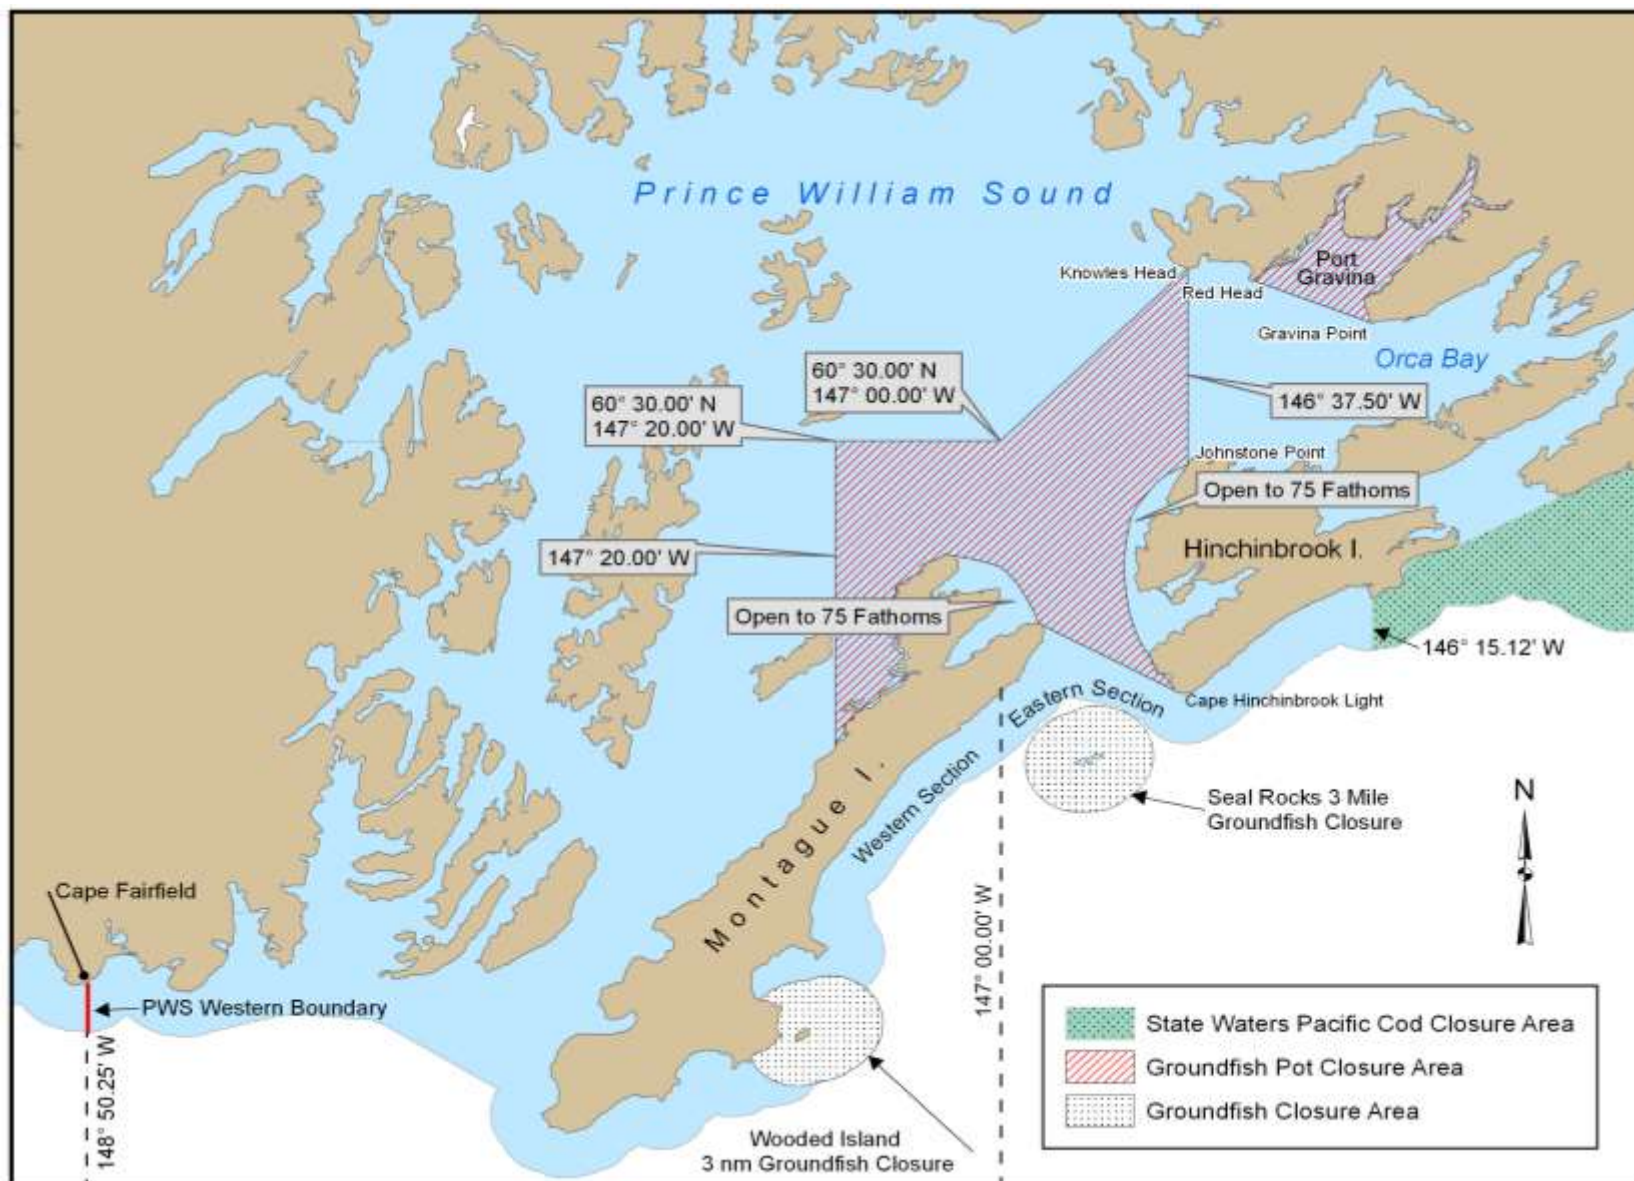 Prince William Sound
Knowles Head
Red Head
Port
Gravina
Gravina Point
Orca Bay
60° 30.00' N
147° 00.00' W
60° 30.00' N
147° 20.00' W
146° 37.50' W
Johnstone Point
Open to 75 Fathoms
147° 20.00' W
Hinchinbrook I.
Open to 75 Fathoms
146° 15.12' W
Cape Hinchinbrook Light
Eastern Section
Western Section
Montague I.
Seal Rocks 3 Mile
Groundfish Closure
N
Cape Fairfield
PWS Western Boundary
148° 50.25' W
147° 00.00' W
Wooded Island
3 nm Groundfish Closure
State Waters Pacific Cod Closure Area
Groundfish Pot Closure Area
Groundfish Closure Area